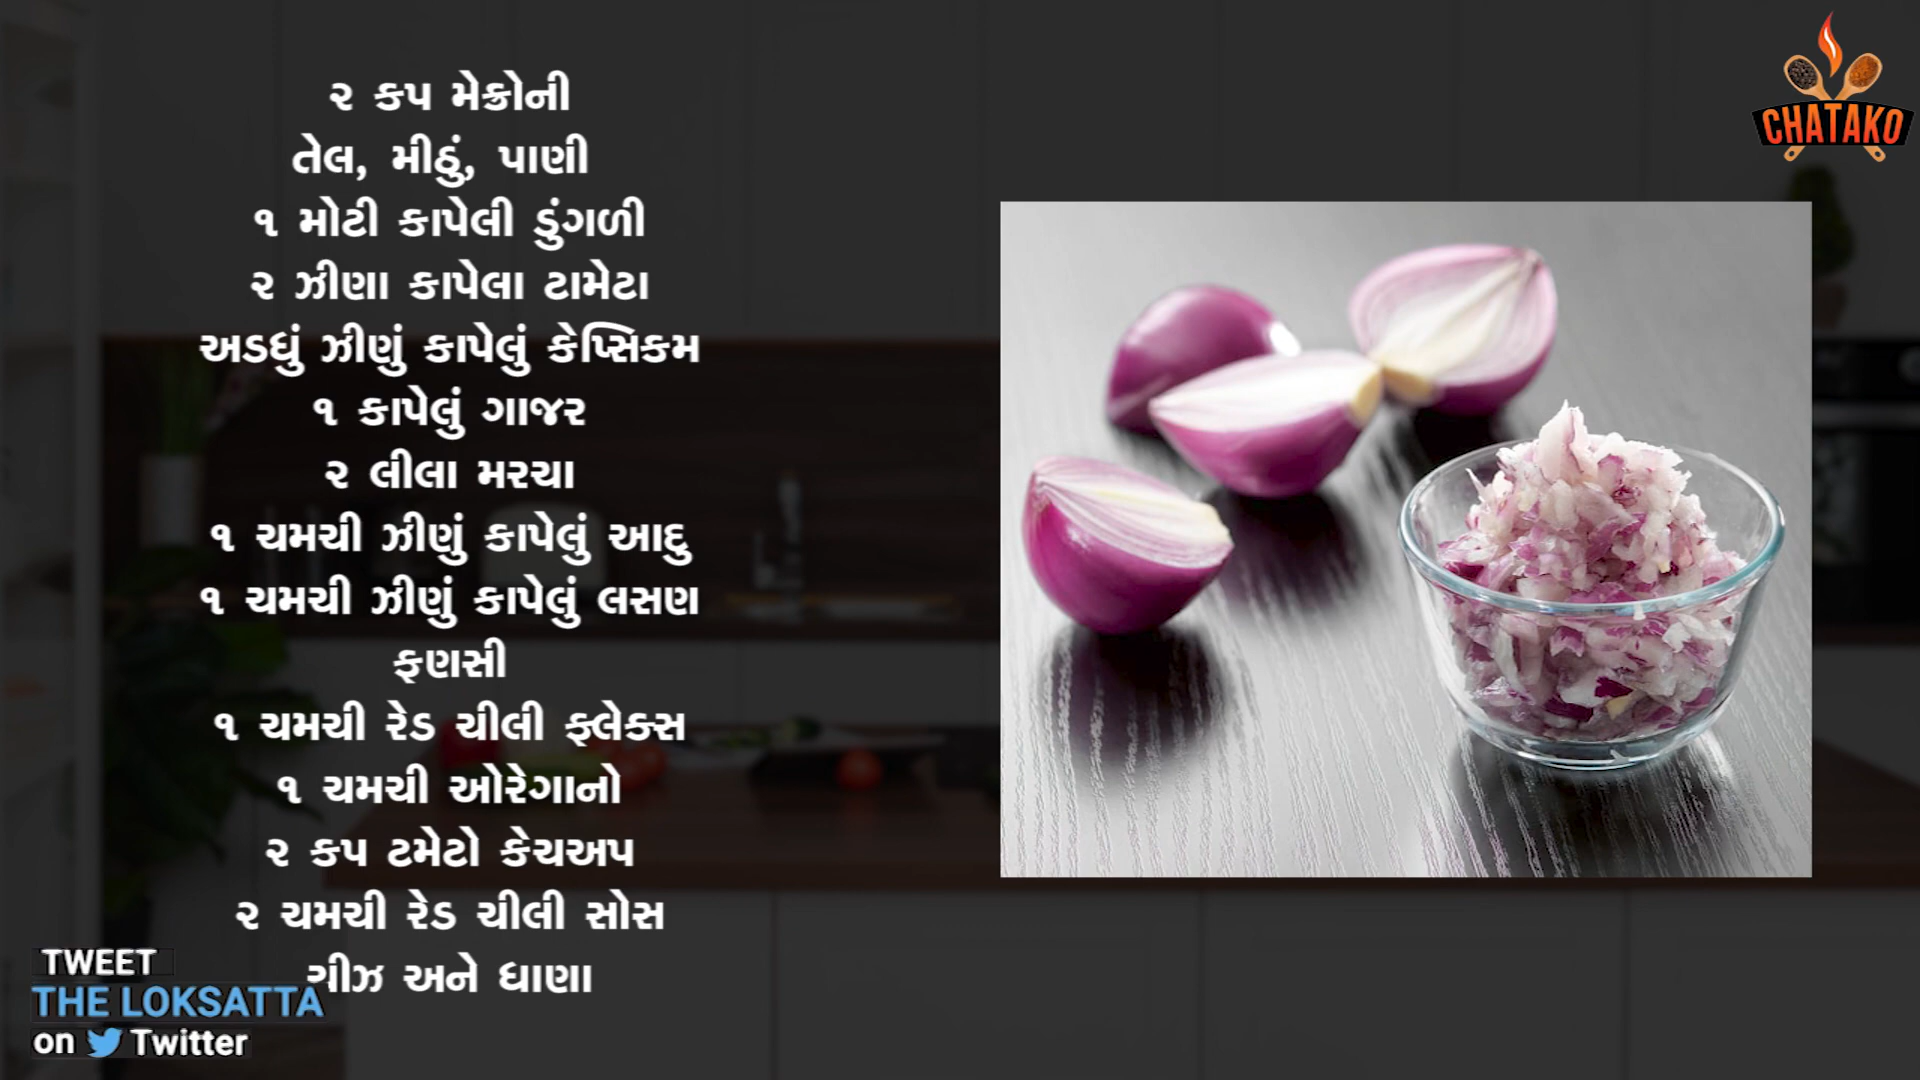 ૨ કપ મેક્રોની
તેલ, મીઠું, પાણી
૧ મોટી કાપેલી ડુંગળી
૨ ઝીણા કાપેલા ટામેટા
અડધું ઝીણું કાપેલું કેપ્સિકમ
૧ કાપેલું ગાજર
૨ લીલા મરચા
૧ ચમચી ઝીણું કાપેલું આદુ
૧ ચમચી ઝીણું કાપેલું લસણ
ફણસી
૧ ચમચી રેડ ચીલી ફ્લેક્સ
૧ ચમચી ઓરેગાનો
૨ કપ ટમેટો કેચઅપ
૨ ચમચી રેડ ચીલી સોસ
ચીઝ અને ધાણા
CHATAKO
TWEET
THE LOKSATTA
on Twitter